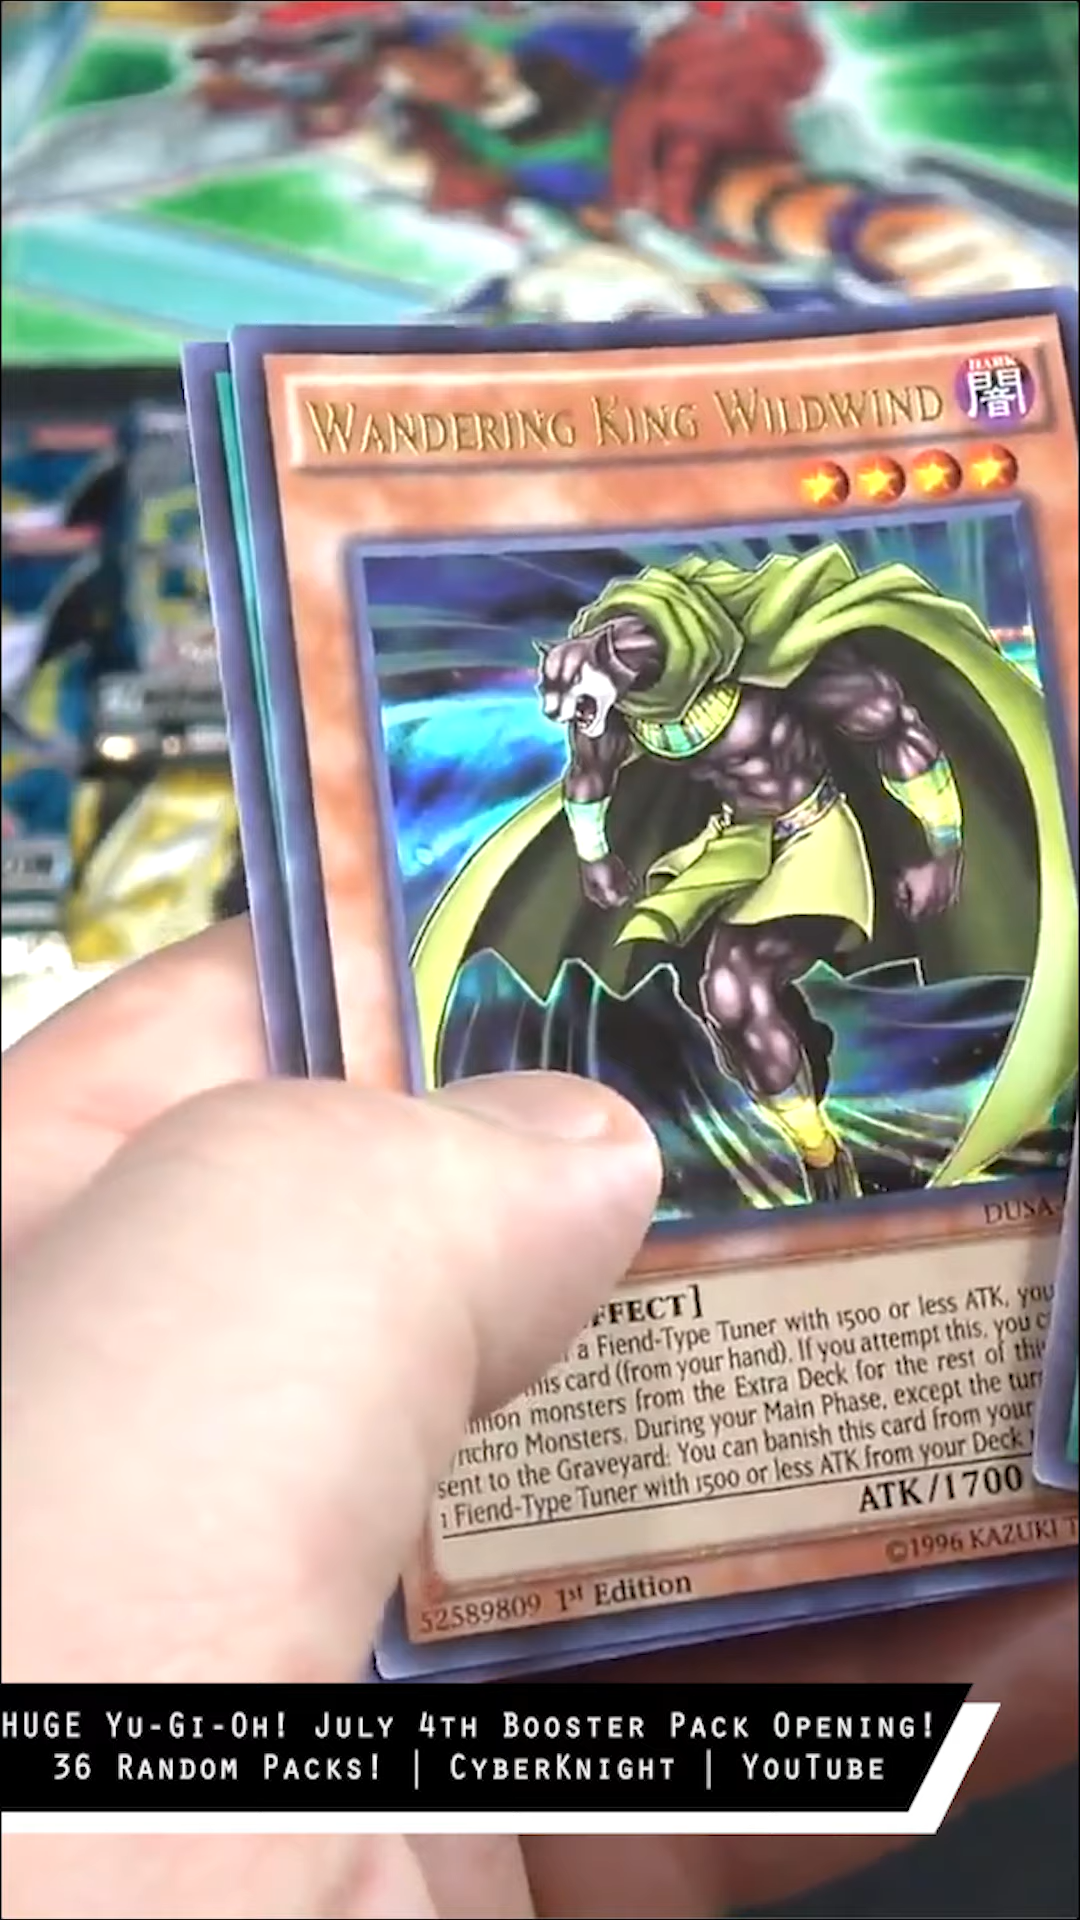 WANDERING KING WILDWIND
DARK
闇
DUSA-
EFFECT]
a Fiend-Type Tuner with 1500 or less ATK, you
this card (from your hand). If you attempt this, you
monsters from the Extra Deck for the rest of this
Synchro Monsters. During your Main Phase, except the turn
sent to the Graveyard: You can banish this card from your
1 Fiend-Type Tuner with 1500 or less ATK from your Deck
ATK/1700
©1996 KAZUKI
52589809 1st Edition
HUGE YU-GI-OH! JULY 4TH BOOSTER PACK OPENING!
36 RANDOM PACKS! | CYBERKNIGHT | YOUTUBE